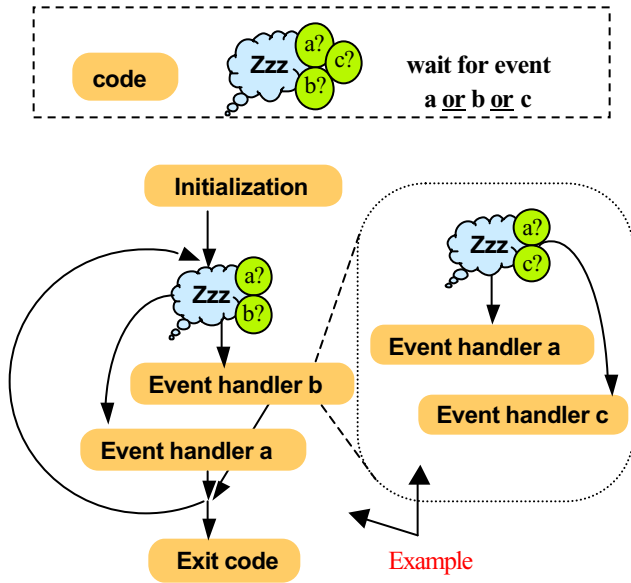 code
Zzz
a?
c?
b?
wait for event
a or b or c
Initialization
Zzz
a?
b?
Event handler b
Event handler a
Exit code
Zzz
a?
c?
Event handler a
Event handler c
Example